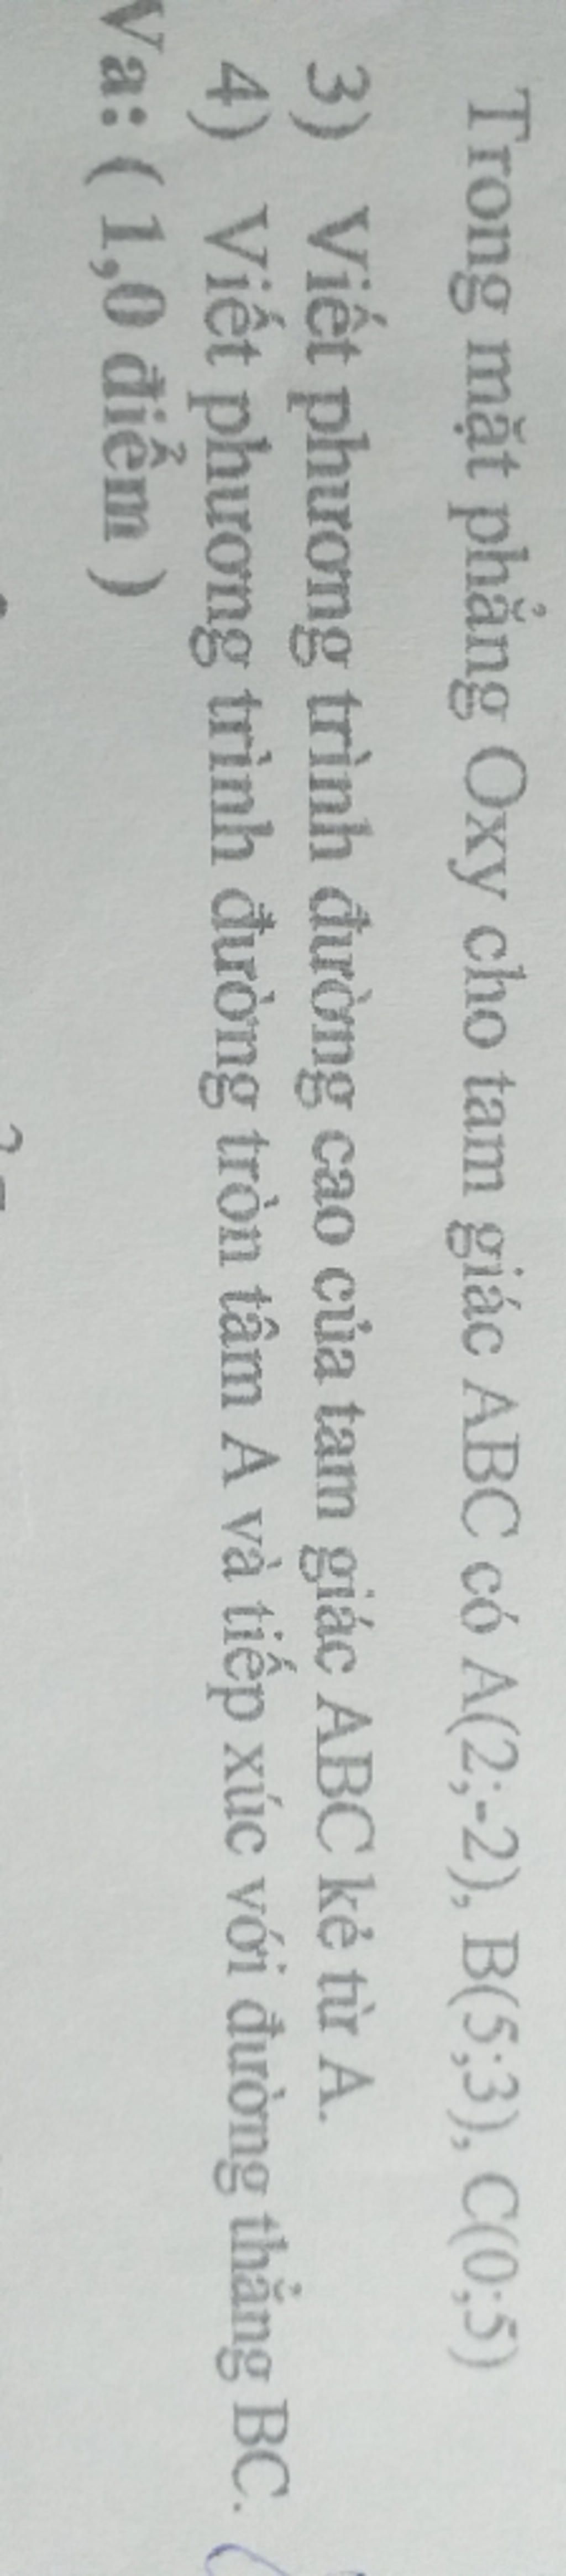 Trong mặt phẳng Oxy cho tam giác ABC có A(2;-2), B(5;3), C(0;5)
3) Viết phương trình đường cao của tam giác ABC kẻ từ A.
4) Viết phương trình đường tròn tâm A và tiếp xúc với đường thẳng BC.
Va: ( 1,0 điểm )